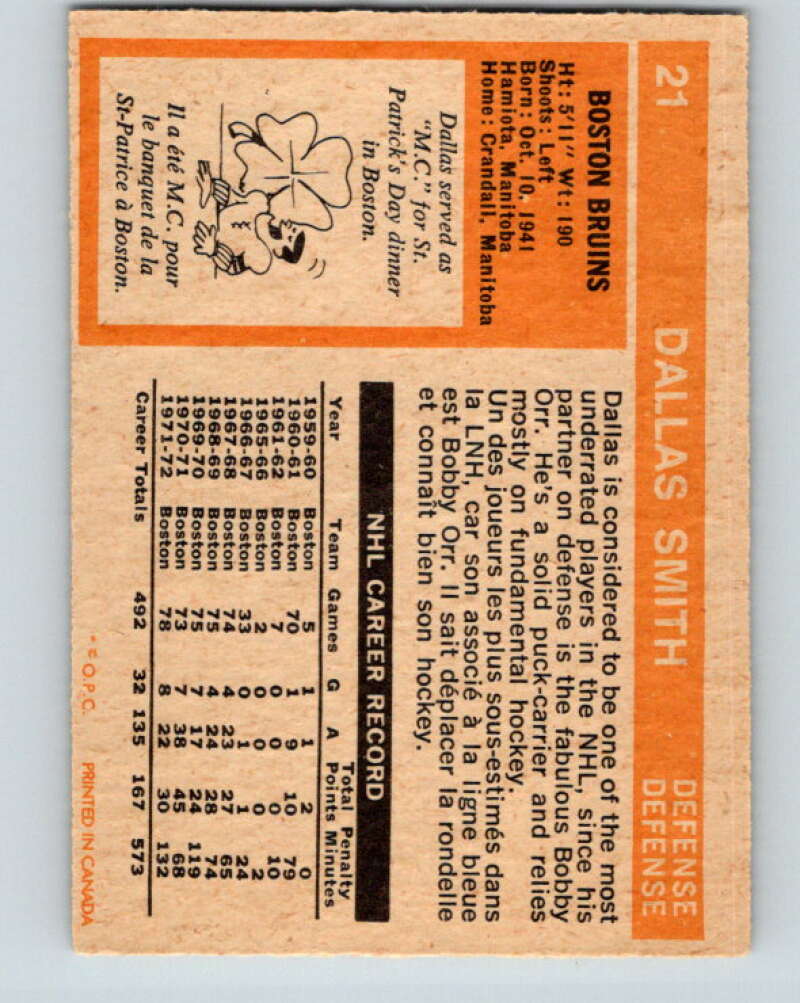 21 DALLAS SMITH DEFENSE
DEFENSE
BOSTON BRUINS
Ht: 5'11" Wt: 190
Shoots: Left
Born: Oct. 10, 1941
Hamiota, Manitoba
Home: Crandall, Manitoba
Dallas served as
"M.C." for St.
Patrick's Day dinner
in Boston.
Il a été M.C. pour
le banquet de la
St-Patrice à Boston.
Dallas is considered to be one of the most
underrated players in the NHL, since his
partner on defense is the fabulous Bobby
Orr. He's a solid puck-carrier and relies
mostly on fundamental hockey.
Un des joueurs les plus sous-estimés dans
la LNH, car son associé à la ligne bleue
est Bobby Orr. Il sait déplacer la rondelle
et connaît bien son hockey.
NHL CAREER RECORD
Total Penalty
Year Team Games G A Points Minutes
1959-60 Boston 5 1 1 2 0
1960-61 Boston 70 1 9 10 79
1961-62 Boston 7 0 0 0 10
1965-66 Boston 2 0 0 0 2
1966-67 Boston 33 0 1 1 24
1967-68 Boston 74 4 23 27 65
1968-69 Boston 75 4 24 28 74
1969-70 Boston 75 7 17 24 119
1970-71 Boston 73 7 38 45 68
1971-72 Boston 78 8 22 30 132
Career Totals 492 32 135 167 573
* © O.P.C. PRINTED IN CANADA